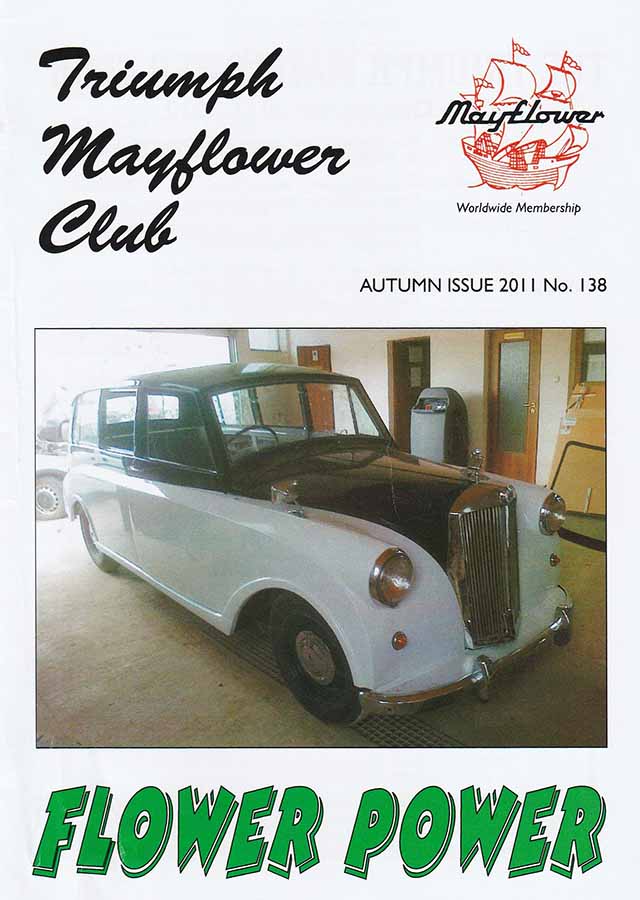 Triumph
Mayflower
Club
Mayflower
Worldwide Membership
AUTUMN ISSUE 2011 No. 138
FLOWER POWER